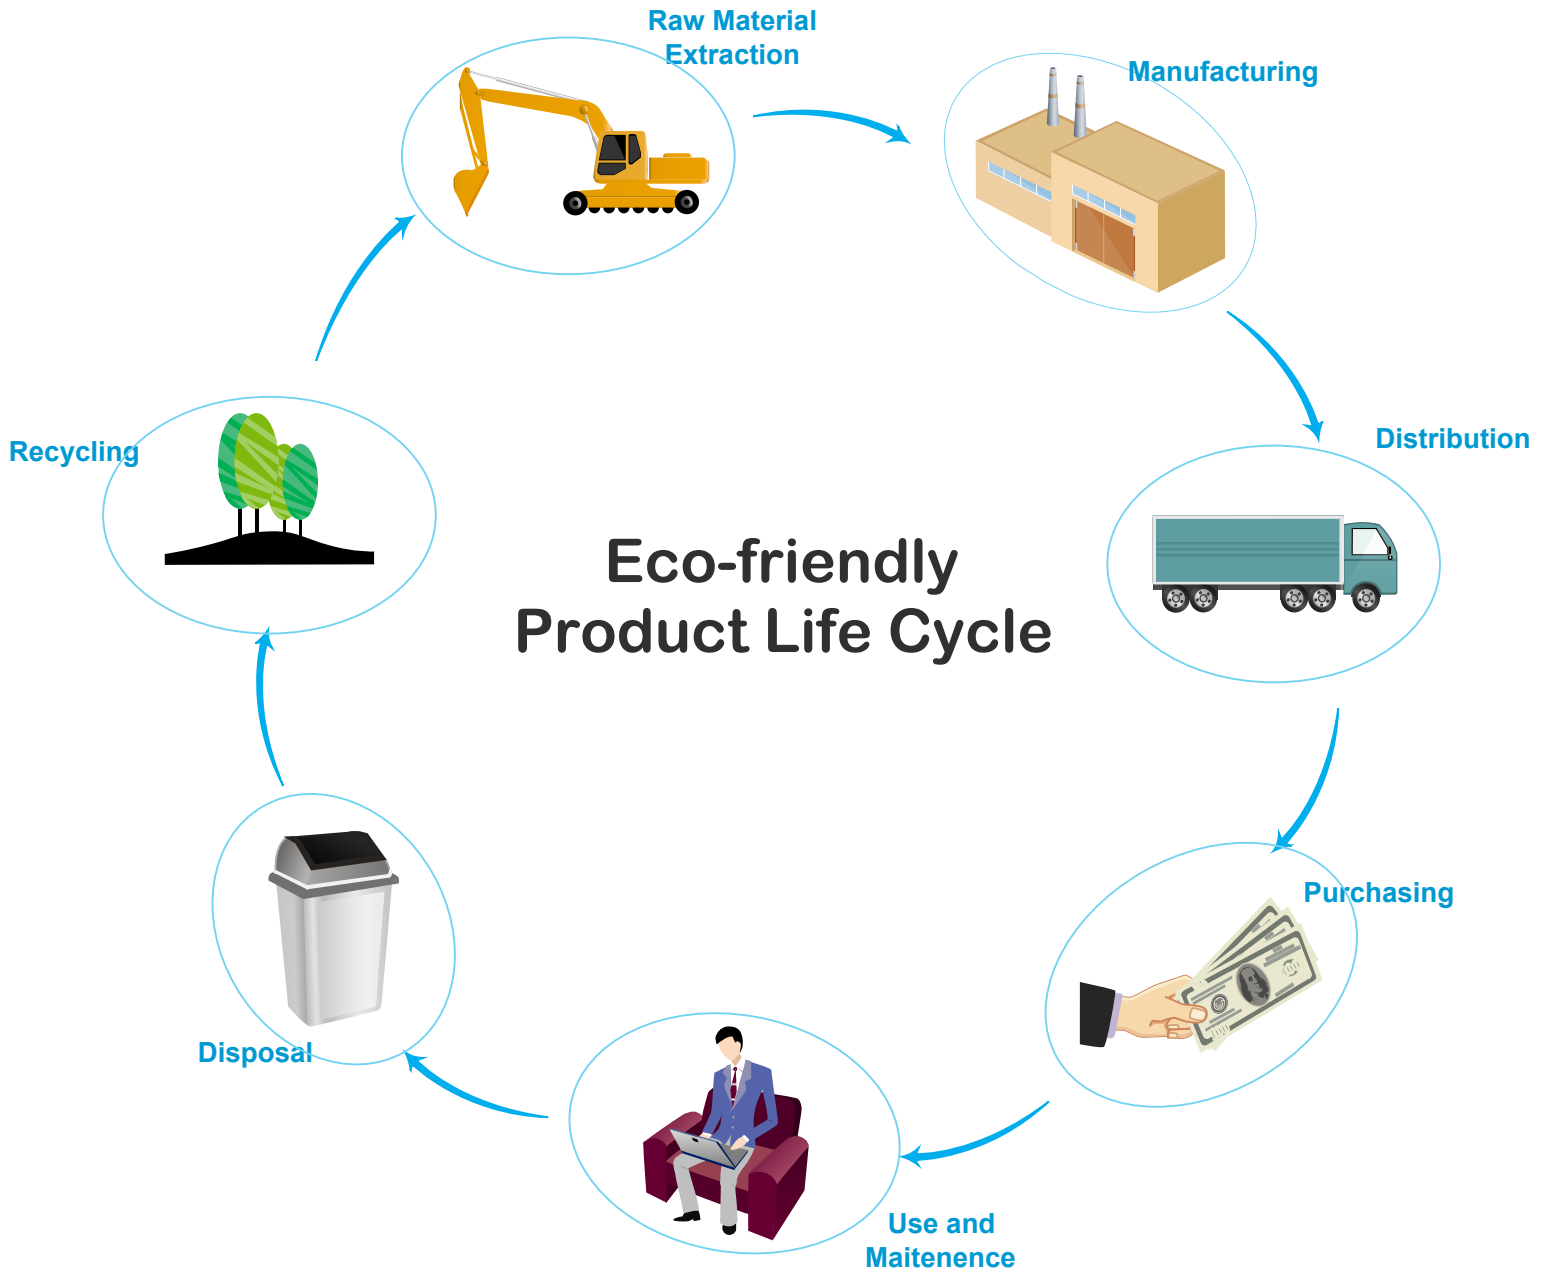 Raw Material
Extraction
Manufacturing
Recycling
Distribution
Eco-friendly
Product Life Cycle
Purchasing
Disposal
Use and
Maitenence